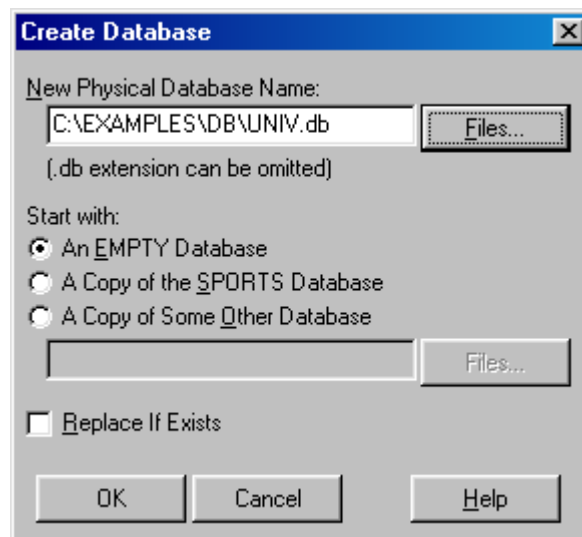 Create Database
New Physical Database Name:
C:\EXAMPLES\DB\UNIV.db
Files...
(.db extension can be omitted)
Start with:
An EMPTY Database
A Copy of the SPORTS Database
A Copy of Some Other Database
Files...
Replace If Exists
OK
Cancel
Help